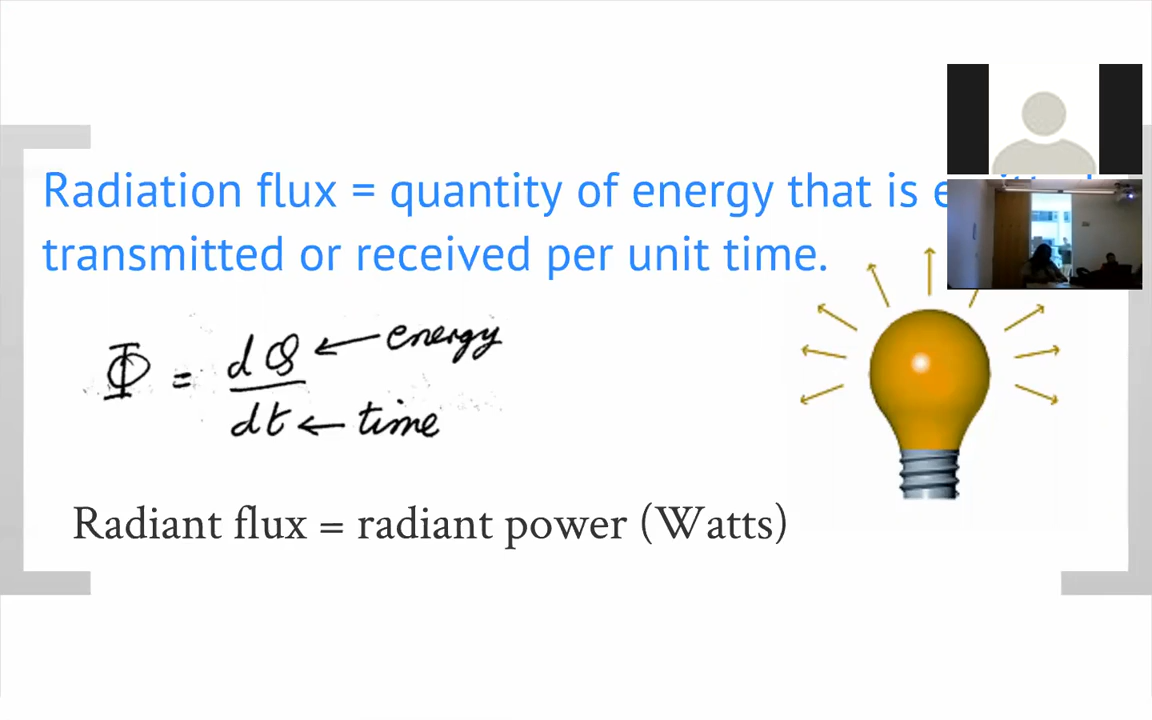 Radiation flux = quantity of energy that is
transmitted or received per unit time.
Φ = dQ ← energy
dt ← time
Radiant flux = radiant power (Watts)